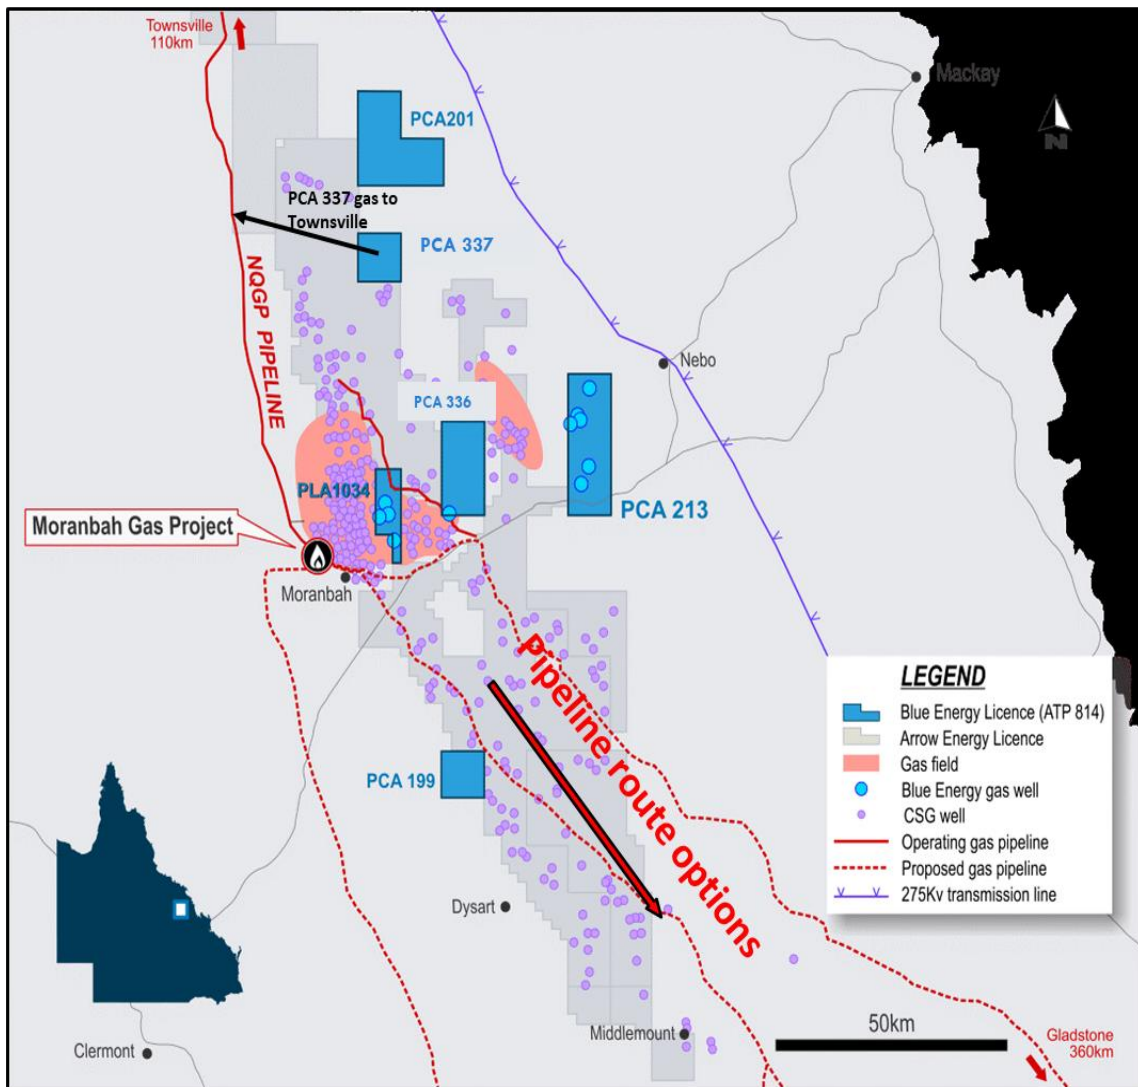 Townsville
110km
Mackay
N
PCA201
PCA 337 gas to
Townsville
PCA 337
NQGP PIPELINE
Nebo
PCA 336
PLA1034
PCA 213
Moranbah Gas Project
Moranbah
Pipeline route options
PCA 199
Dysart
Middlemount
Clermont
50km
Gladstone
360km
LEGEND
Blue Energy Licence (ATP 814)
Arrow Energy Licence
Gas field
Blue Energy gas well
CSG well
Operating gas pipeline
Proposed gas pipeline
275Kv transmission line